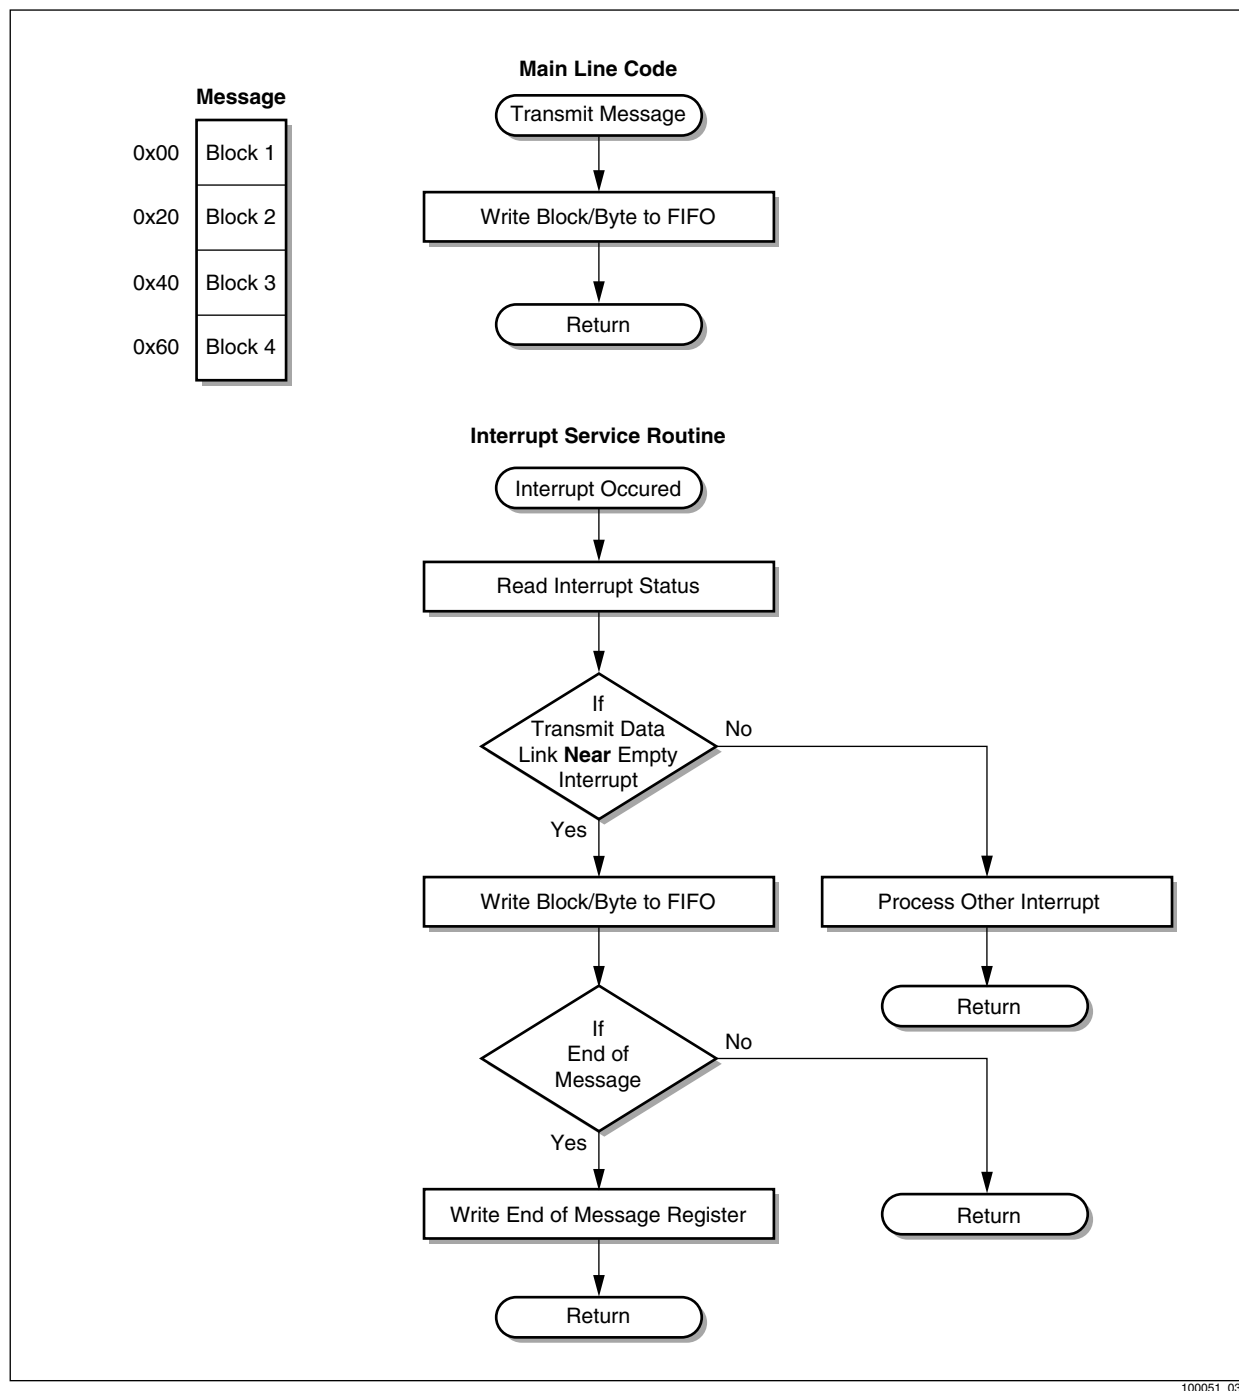 Main Line Code
Message
Transmit Message
0x00 Block 1
0x20 Block 2
Write Block/Byte to FIFO
0x40 Block 3
0x60 Block 4
Return
Interrupt Service Routine
Interrupt Occured
Read Interrupt Status
If
Transmit Data
Link Near Empty
Interrupt
No
Yes
Write Block/Byte to FIFO
Process Other Interrupt
Return
If
End of
Message
No
Yes
Write End of Message Register
Return
Return